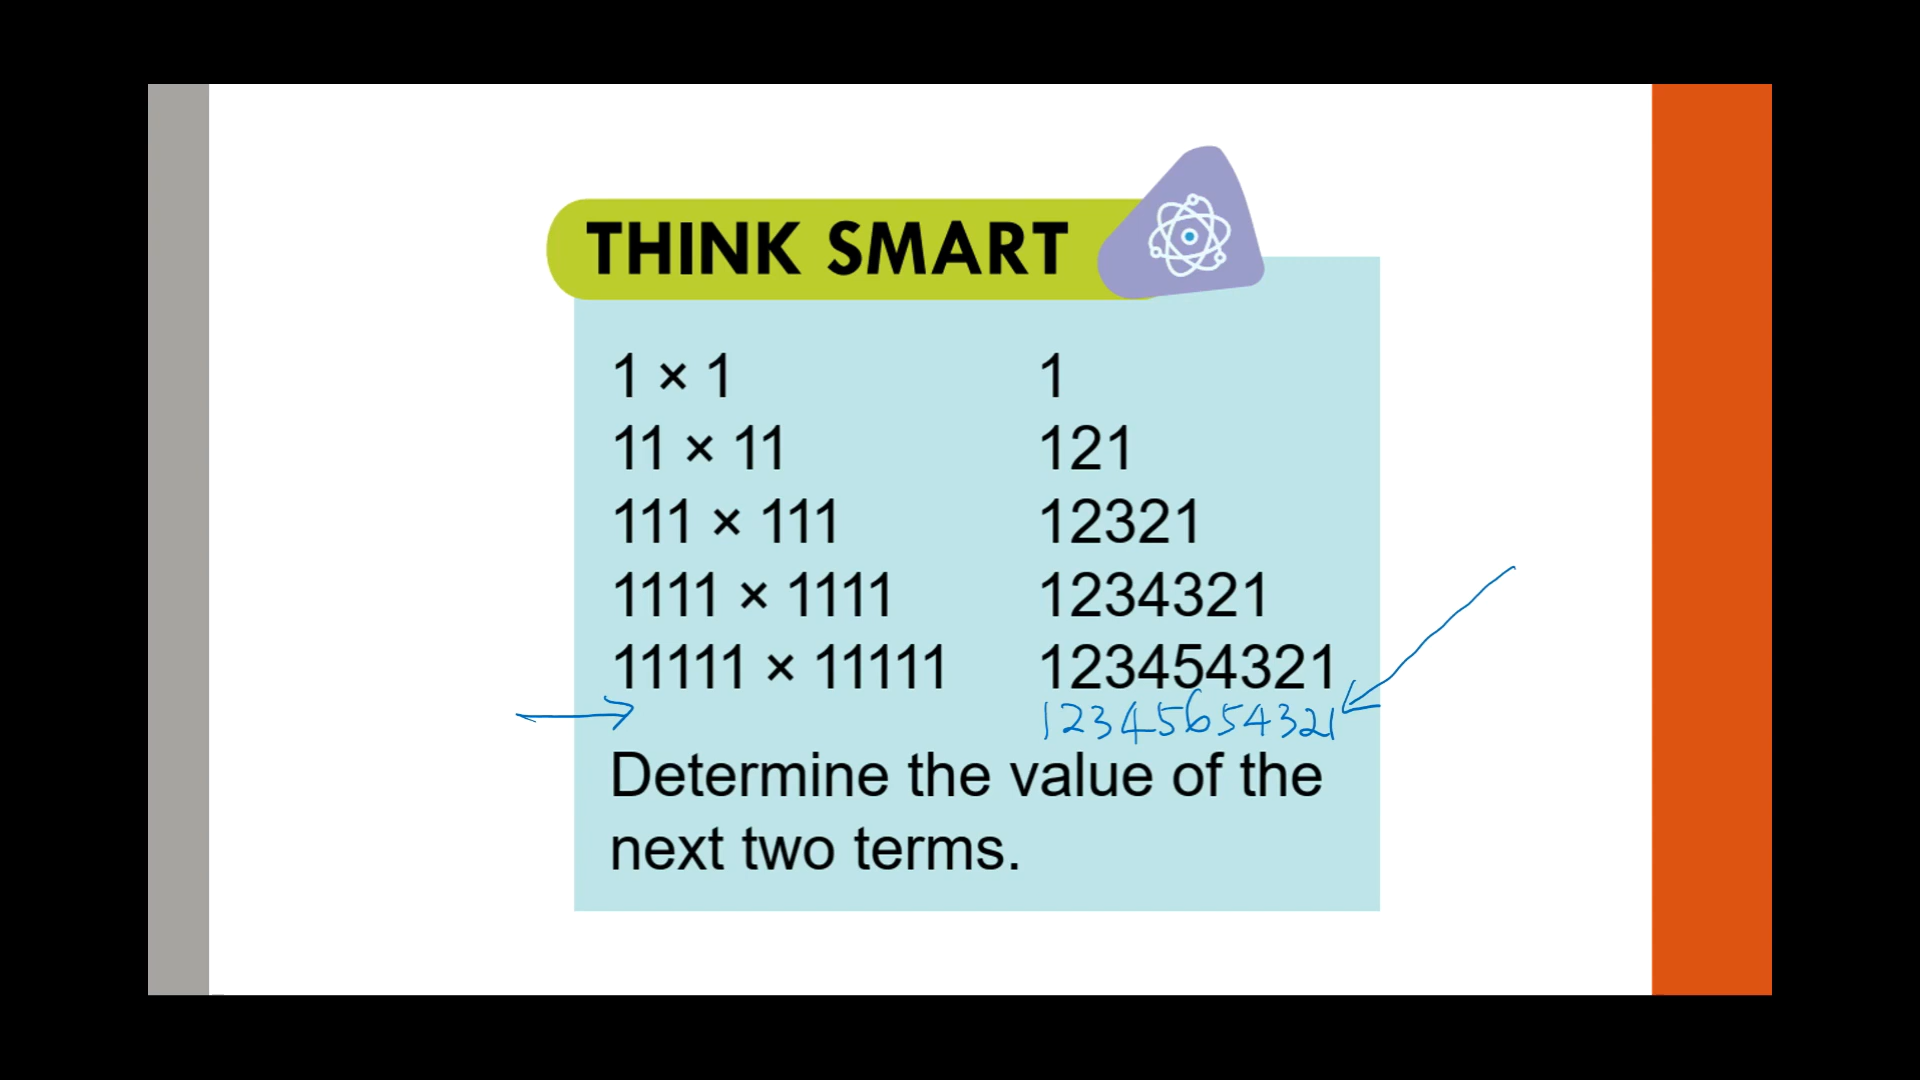 THINK SMART
1 × 1 1
11 × 11 121
111 × 111 12321
1111 × 1111 1234321
11111 × 11111 123454321
12345654321
Determine the value of the
next two terms.